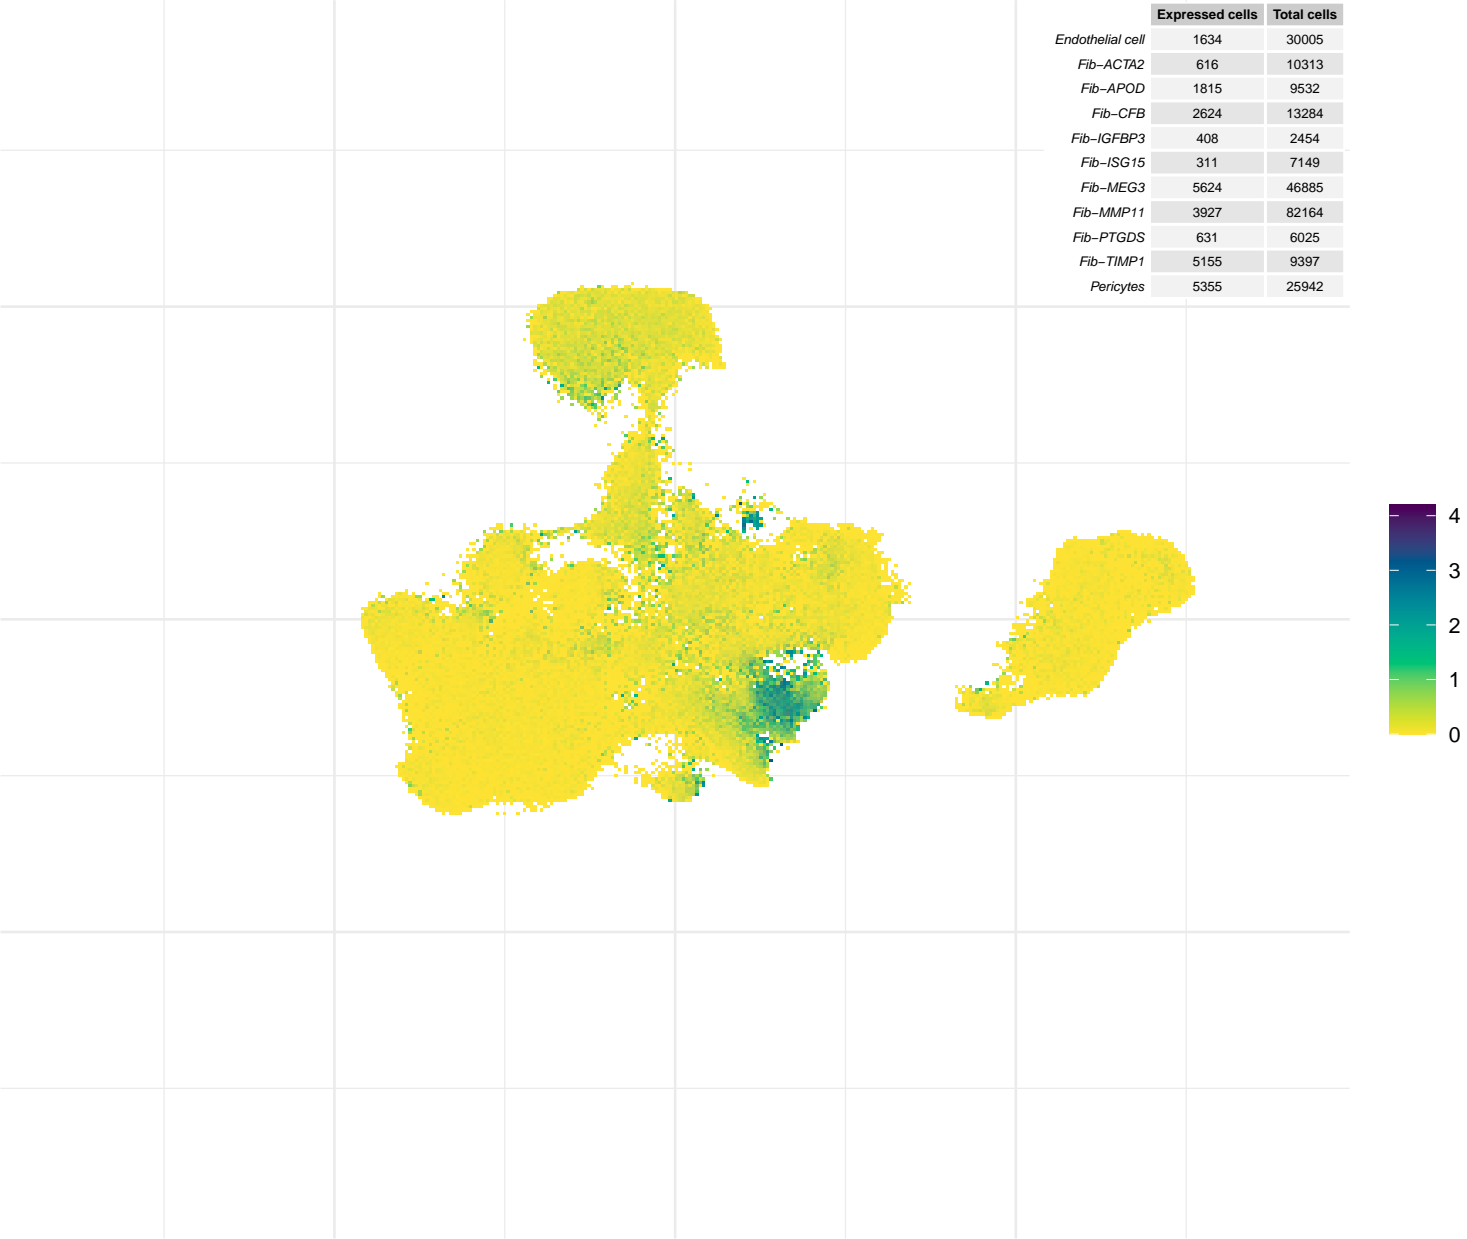 Expressed cells Total cells
Endothelial cell 1634 30005
Fib−ACTA2 616 10313
Fib−APOD 1815 9532
Fib−CFB 2624 13284
Fib−IGFBP3 408 2454
Fib−ISG15 311 7149
Fib−MEG3 5624 46885
Fib−MMP11 3927 82164
Fib−PTGDS 631 6025
Fib−TIMP1 5155 9397
Pericytes 5355 25942
4
3
2
1
0